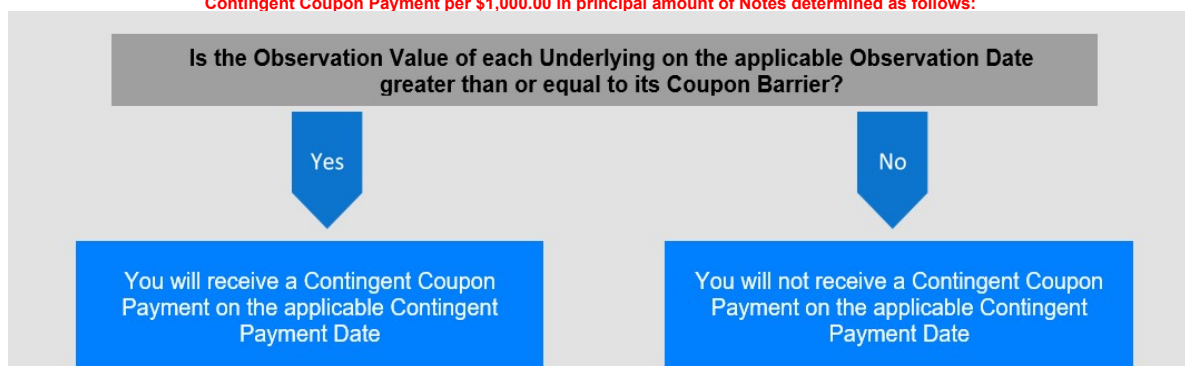 Contingent Coupon Payment per $1,000.00 in principal amount of Notes determined as follows:
Is the Observation Value of each Underlying on the applicable Observation Date
greater than or equal to its Coupon Barrier?
Yes
No
You will receive a Contingent Coupon
Payment on the applicable Contingent
Payment Date
You will not receive a Contingent Coupon
Payment on the applicable Contingent
Payment Date